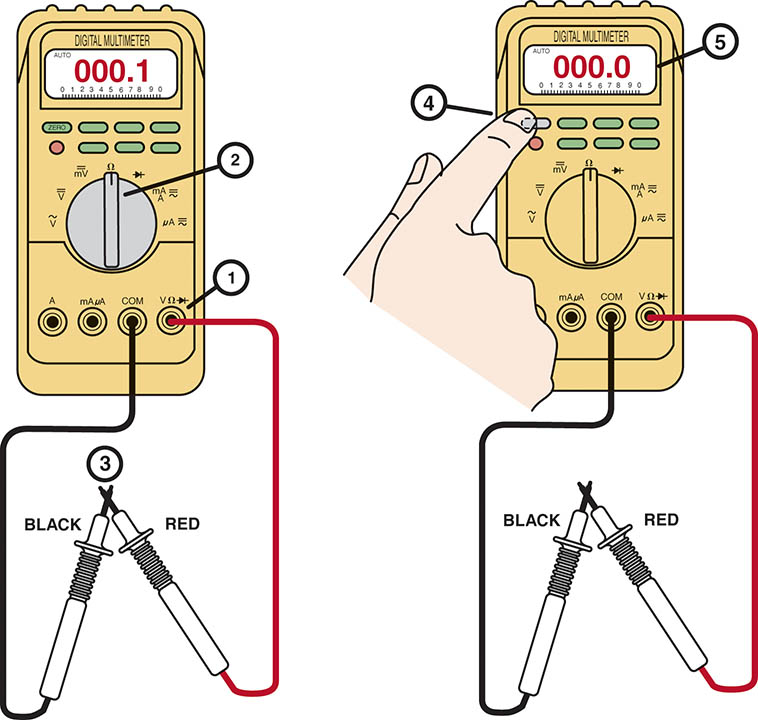 DIGITAL MULTIMETER
AUTO
000.1
0 1 2 3 4 5 6 7 8 9 0
ZERO
2
mV Ω
V mA A
V µA
1
A mAµA COM VΩ
3
BLACK RED
DIGITAL MULTIMETER
5
AUTO
000.0
0 1 2 3 4 5 6 7 8 9 0
4
mV Ω
V mA A
V µA
mAµA COM VΩ
BLACK RED